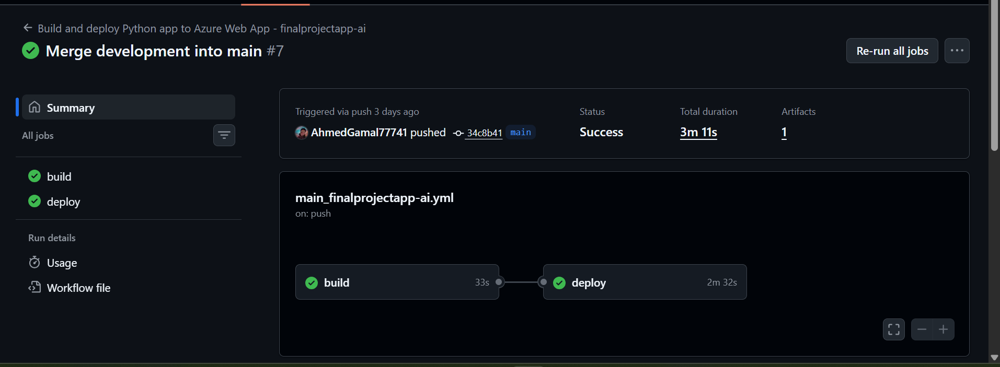 Build and deploy Python app to Azure Web App - finalprojectapp-ai
Merge development into main #7
Re-run all jobs
Summary
All jobs
build
deploy
Run details
Usage
Workflow file
Triggered via push 3 days ago
AhmedGamal77741 pushed 34c8b41 main
Status
Success
Total duration
3m 11s
Artifacts
1
main_finalprojectapp-ai.yml
on: push
build 33s
deploy 2m 32s